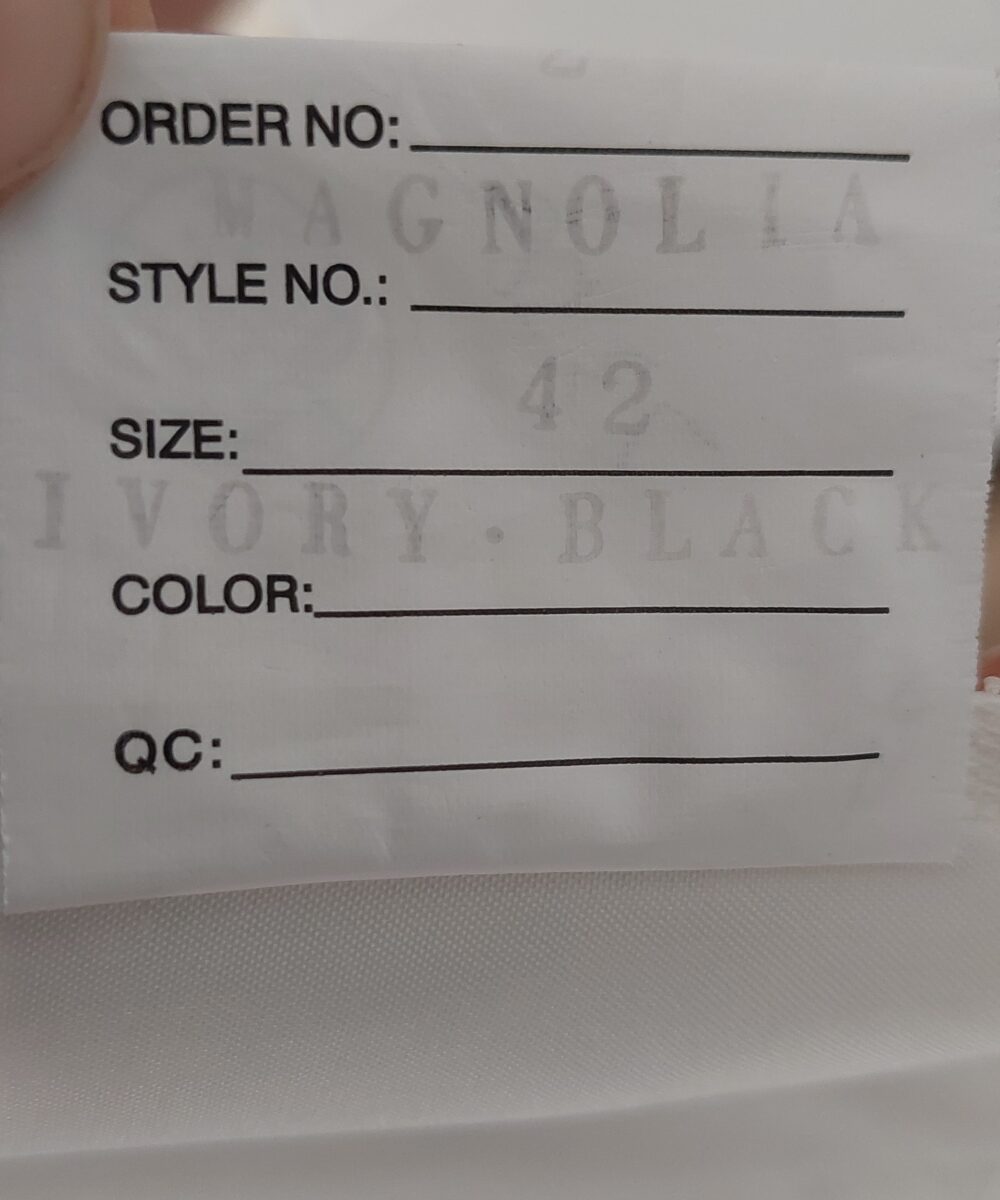 ORDER NO:
MAGNOLIA
STYLE NO.:
42
SIZE:
IVORY·BLACK
COLOR:
QC: